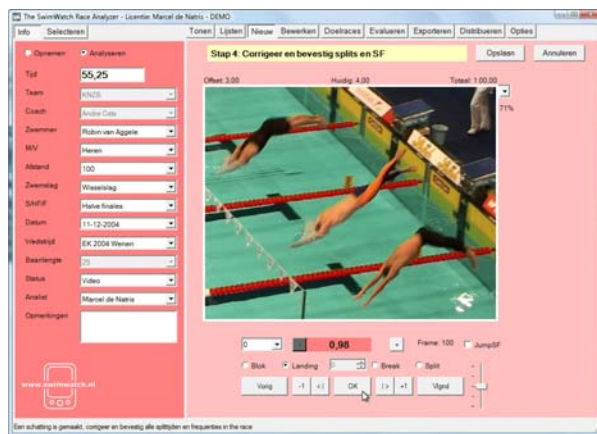 The SwimWatch Race Analyzer - Licentie: Marcel de Natris - DEMO
Info Selecteren
Tonen Lijsten Nieuw Bewerken Doelraces Evalueren Exporteren Distribueren Opties
Opnemen Analyseren
Stap 4: Corrigeer en bevestig splits en SF
Opslaan Annuleren
Tijd 55,25
Offset: 3,00 Huidig: 4,00 Totaal: 1:00,00
71%
Team KNZB
Coach André Cats
Zwemmer Robin van Aggele
M/V Heren
Afstand 100
Zwemslag Wisselslag
S/H/F/F Halve finales
Datum 11-12-2004
Wedstrijd EK 2004 Wenen
Baanlengte 25
Status Video
Analist Marcel de Natris
Opmerkingen
0 - 0,98 + Frame: 100 JumpSF
Blok Landing 0 Break Split
Vorig -1 <| OK |> +1 Vlgnd
www.swimwatch.nl
Een schatting is gemaakt, corrigeer en bevestig alle splittijden en frequenties in the race